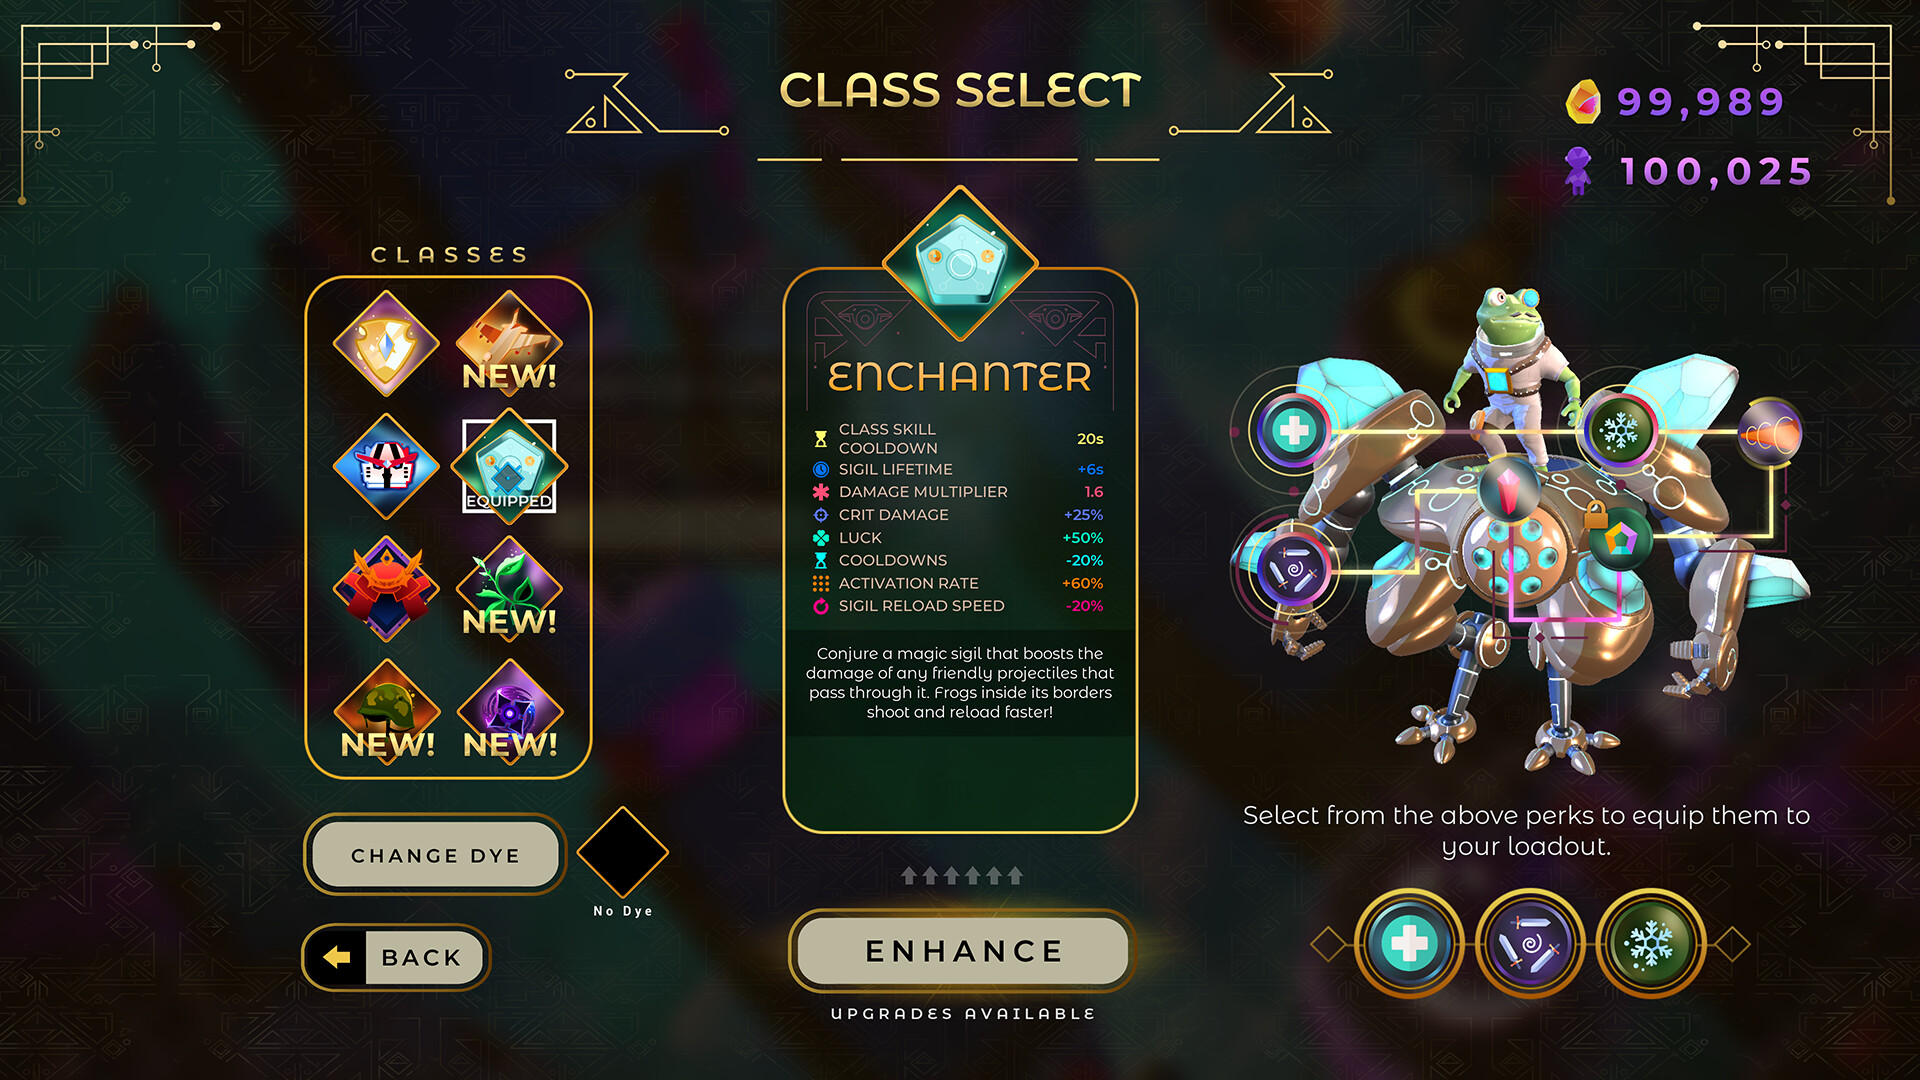 CLASS SELECT
99,989
100,025
CLASSES
NEW!
EQUIPPED
NEW!
NEW! NEW!
CHANGE DYE
No Dye
BACK
ENCHANTER
CLASS SKILL
COOLDOWN 20s
SIGIL LIFETIME +6s
DAMAGE MULTIPLIER 1.6
CRIT DAMAGE +25%
LUCK +50%
COOLDOWNS -20%
ACTIVATION RATE +60%
SIGIL RELOAD SPEED -20%
Conjure a magic sigil that boosts the
damage of any friendly projectiles that
pass through it. Frogs inside its borders
shoot and reload faster!
ENHANCE
UPGRADES AVAILABLE
Select from the above perks to equip them to
your loadout.